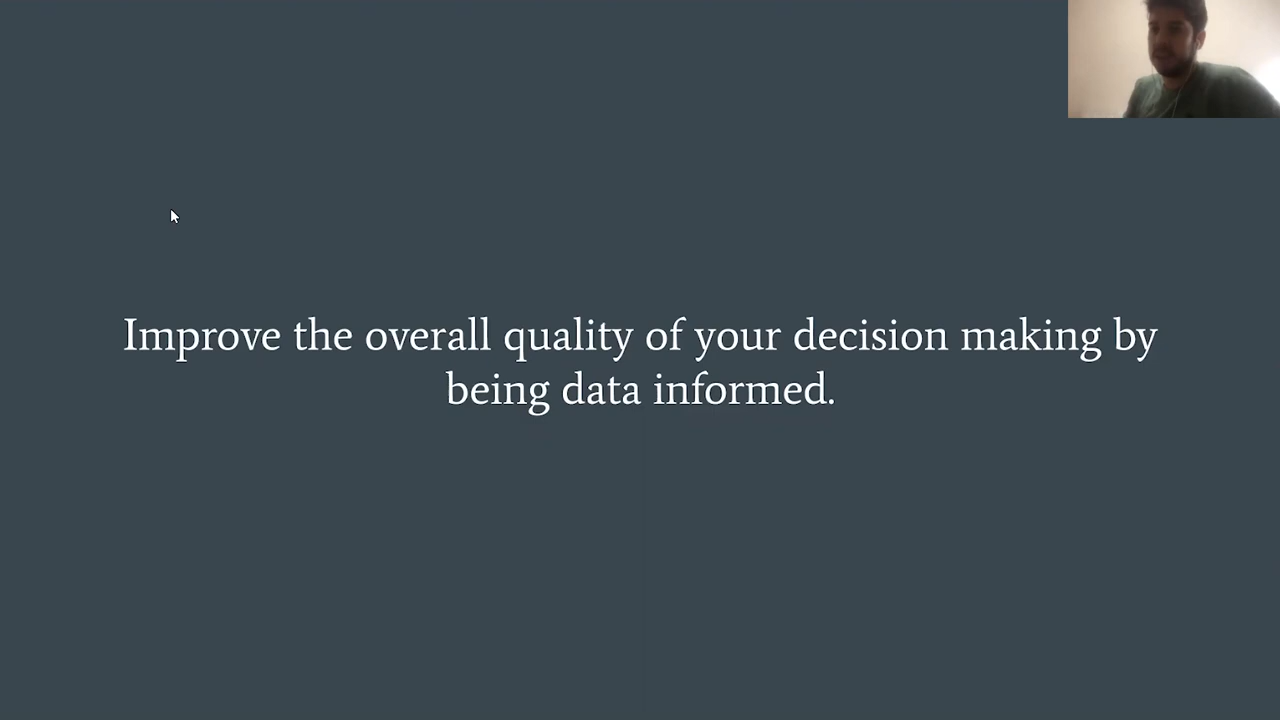 Improve the overall quality of your decision making by
being data informed.